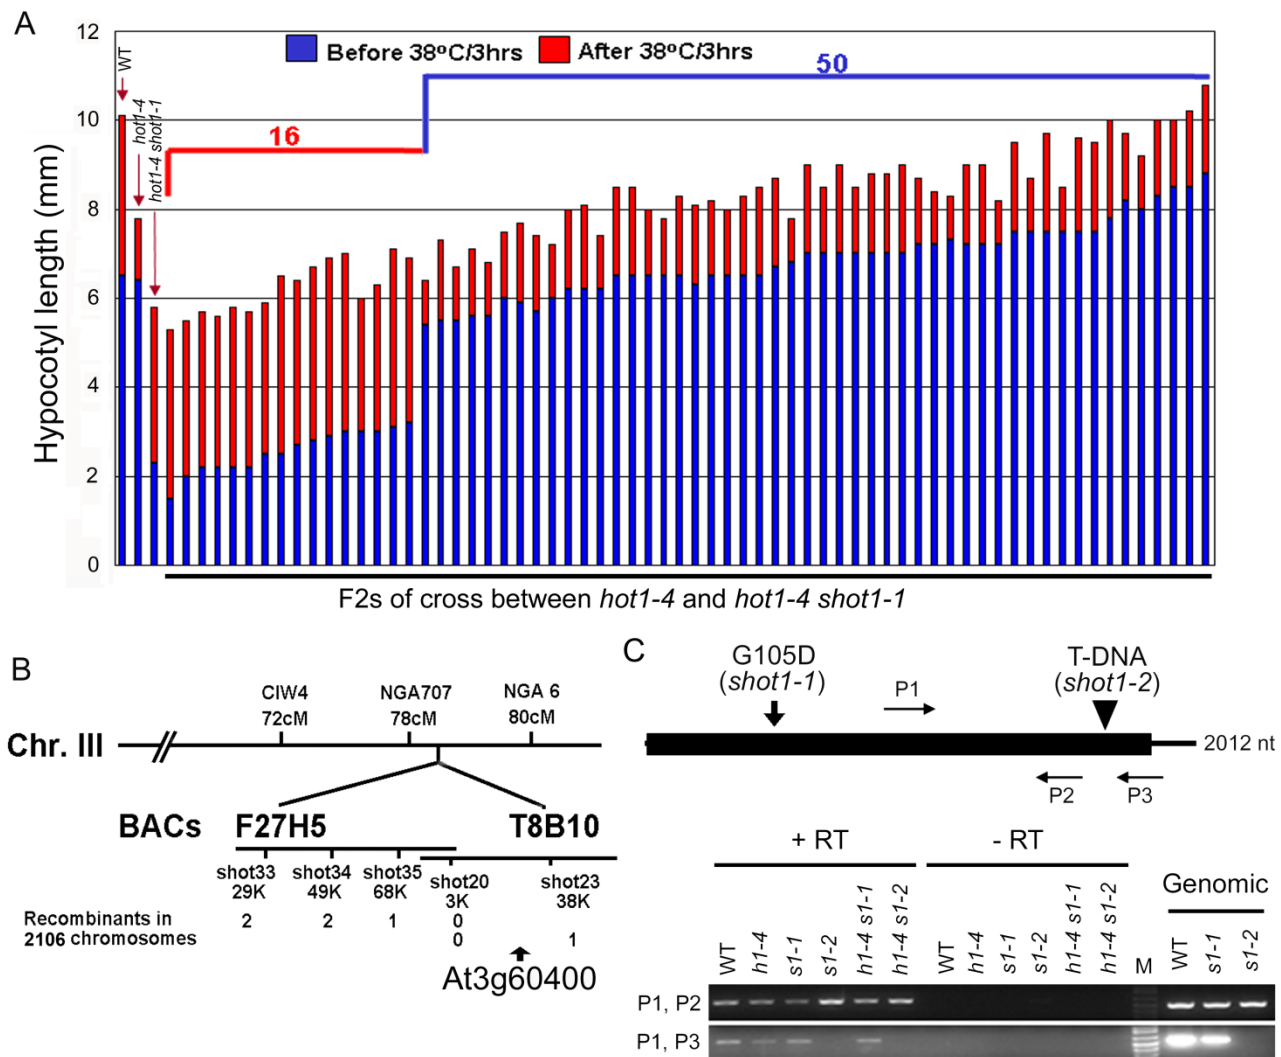 A
12
10
8
6
4
2
0
Hypocotyl length (mm)
Before 38°C/3hrs
After 38°C/3hrs
WT
hot1-4
hot1-4 shot1-1
16
50
F2s of cross between hot1-4 and hot1-4 shot1-1
B
CIW4
72cM
NGA707
78cM
NGA 6
80cM
Chr. III
BACs
F27H5
T8B10
shot33
29K
shot34
49K
shot35
68K
shot20
3K
shot23
38K
Recombinants in
2106 chromosomes
2
2
1
0
0
1
At3g60400
C
G105D
(shot1-1)
P1
T-DNA
(shot1-2)
2012 nt
P2
P3
+ RT
- RT
Genomic
WT
h1-4
s1-1
s1-2
h1-4 s1-1
h1-4 s1-2
WT
h1-4
s1-1
s1-2
h1-4 s1-1
h1-4 s1-2
M
WT
s1-1
s1-2
P1, P2
P1, P3